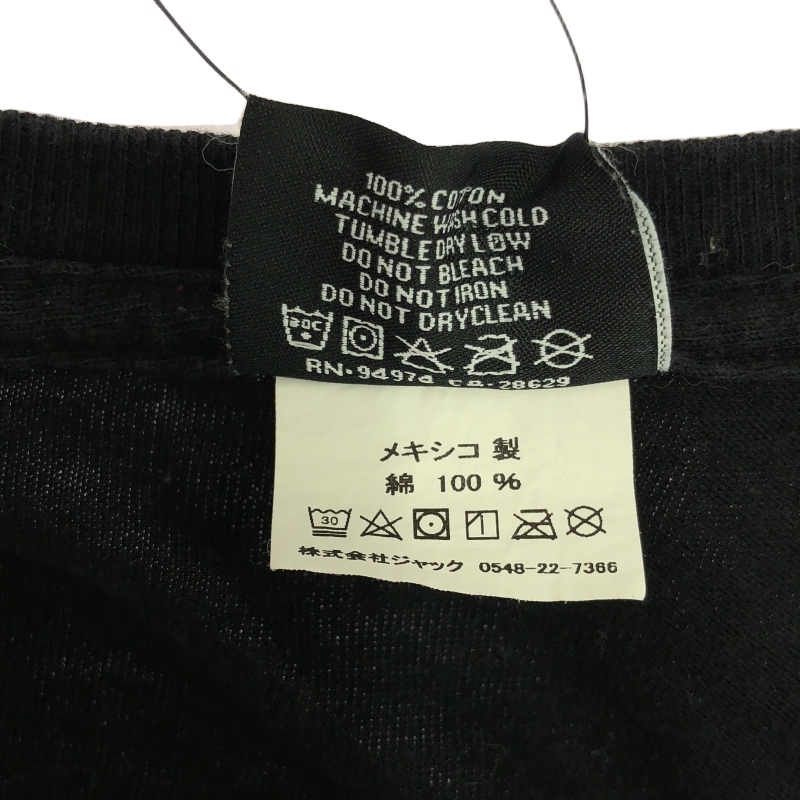 100% COTTON
MACHINE WASH COLD
TUMBLE DRY LOW
DO NOT BLEACH
DO NOT IRON
DO NOT DRYCLEAN
30C
RN·94974 CA·28629
メキシコ 製
綿 100 %
30
株式会社ジャック 0548-22-7366